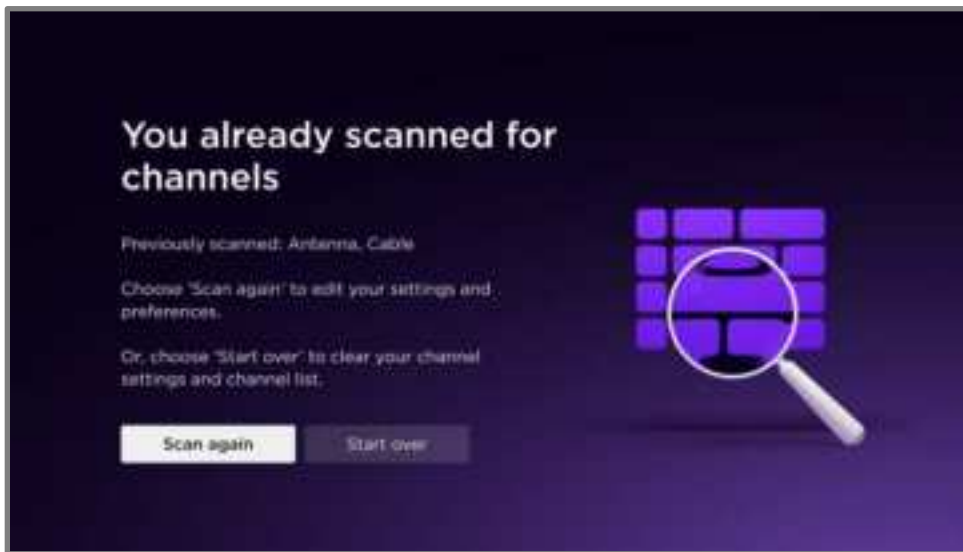 You already scanned for
channels
Previously scanned: Antenna, Cable
Choose 'Scan again' to edit your settings and
preferences.
Or, choose 'Start over' to clear your channel
settings and channel list.
Scan again
Start over